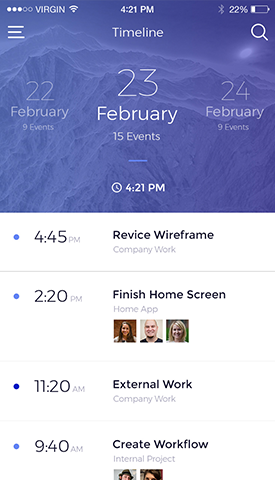 VIRGIN 4:21 PM 22%
Timeline
22 February 9 Events
23 February 15 Events
24 February 9 Events
4:21 PM
4:45 PM Revice Wireframe
Company Work
2:20 PM Finish Home Screen
Home App
11:20 AM External Work
Company Work
9:40 AM Create Workflow
Internal Project